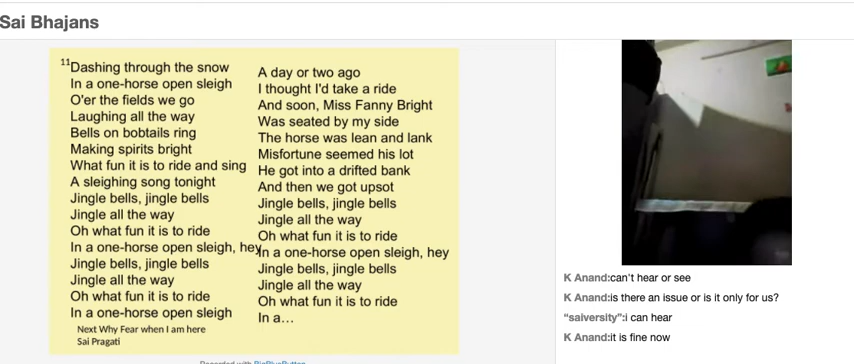 Sai Bhajans
11Dashing through the snow
In a one-horse open sleigh
O'er the fields we go
Laughing all the way
Bells on bobtails ring
Making spirits bright
What fun it is to ride and sing
A sleighing song tonight
Jingle bells, jingle bells
Jingle all the way
Oh what fun it is to ride
In a one-horse open sleigh, hey
Jingle bells, jingle bells
Jingle all the way
Oh what fun it is to ride
In a one-horse open sleigh
Next Why Fear when I am here
Sai Pragati
A day or two ago
I thought I'd take a ride
And soon, Miss Fanny Bright
Was seated by my side
The horse was lean and lank
Misfortune seemed his lot
He got into a drifted bank
And then we got upsot
Jingle bells, jingle bells
Jingle all the way
Oh what fun it is to ride
In a one-horse open sleigh, hey
Jingle bells, jingle bells
Jingle all the way
Oh what fun it is to ride
In a…
Recorded with BigBlueButton
K Anand:can't hear or see
K Anand:is there an issue or is it only for us?
“saiversity”:i can hear
K Anand:it is fine now